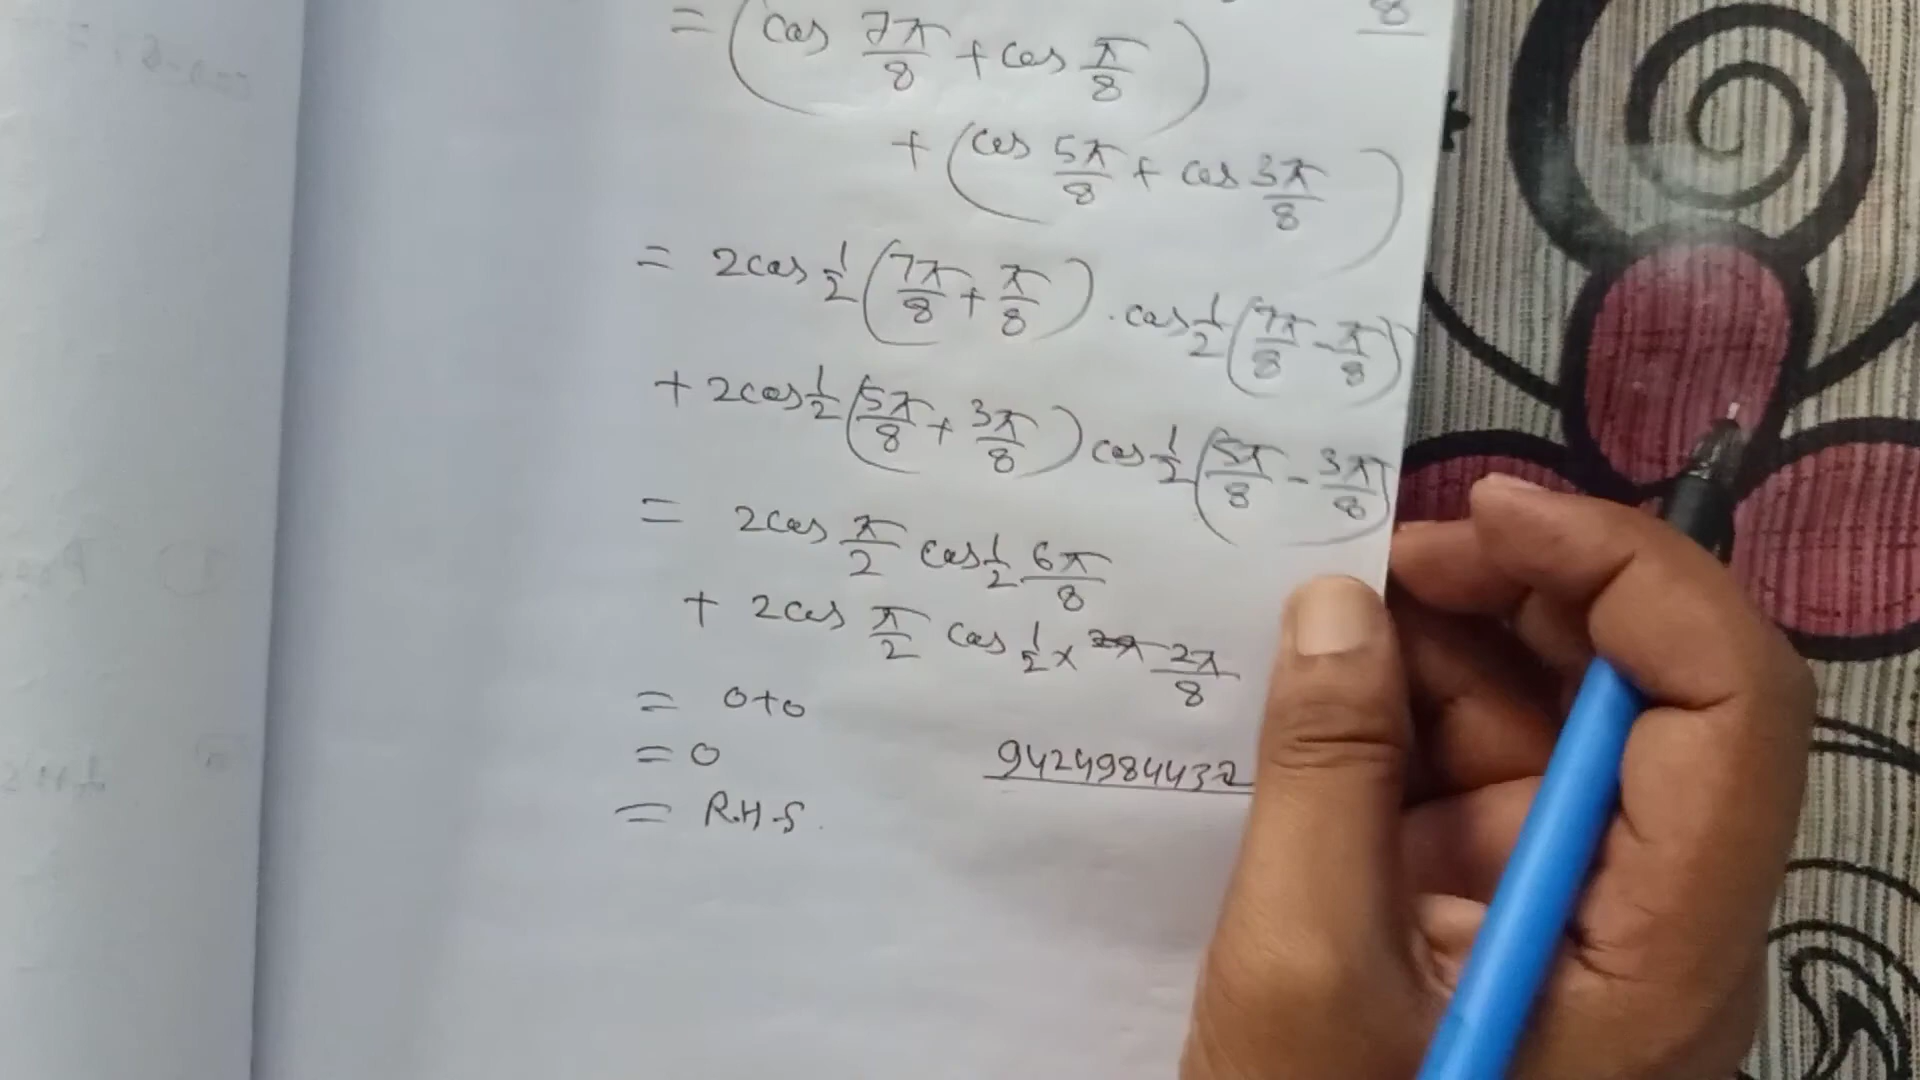 8
= (cos 7π/8 + cos π/8)
+ (cos 5π/8 + cos 3π/8)
= 2cos 1/2 (7π/8 + π/8) . cos 1/2 (7π/8 - π/8)
+ 2cos 1/2 (5π/8 + 3π/8) cos 1/2 (5π/8 - 3π/8)
= 2cos π/2 cos 1/2 6π/8
+ 2cos π/2 cos 1/2 x 2π/8
= 0+0
= 0
9424984432
= R.H.S.